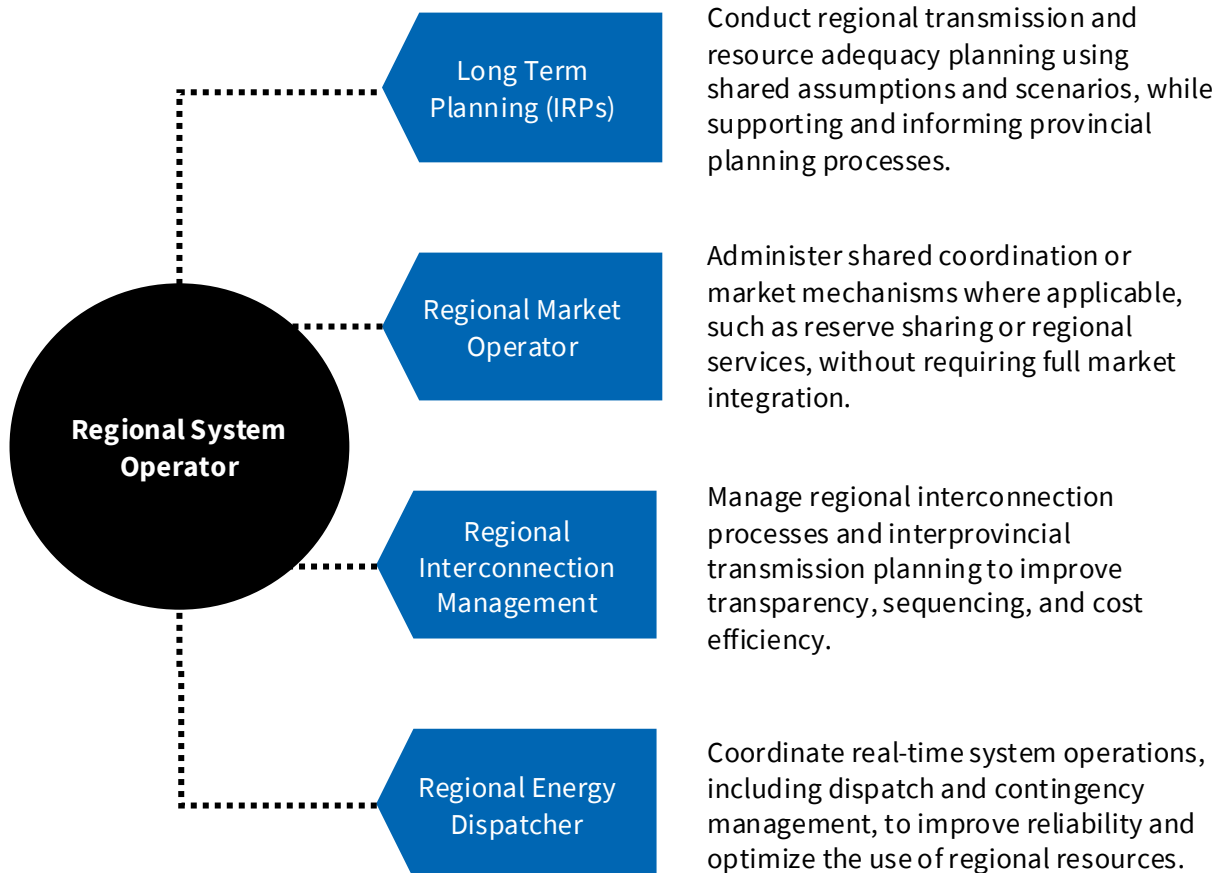 Long Term
Planning (IRPs)
Conduct regional transmission and
resource adequacy planning using
shared assumptions and scenarios, while
supporting and informing provincial
planning processes.
Regional Market
Operator
Administer shared coordination or
market mechanisms where applicable,
such as reserve sharing or regional
services, without requiring full market
integration.
Regional System
Operator
Regional
Interconnection
Management
Manage regional interconnection
processes and interprovincial
transmission planning to improve
transparency, sequencing, and cost
efficiency.
Regional Energy
Dispatcher
Coordinate real-time system operations,
including dispatch and contingency
management, to improve reliability and
optimize the use of regional resources.